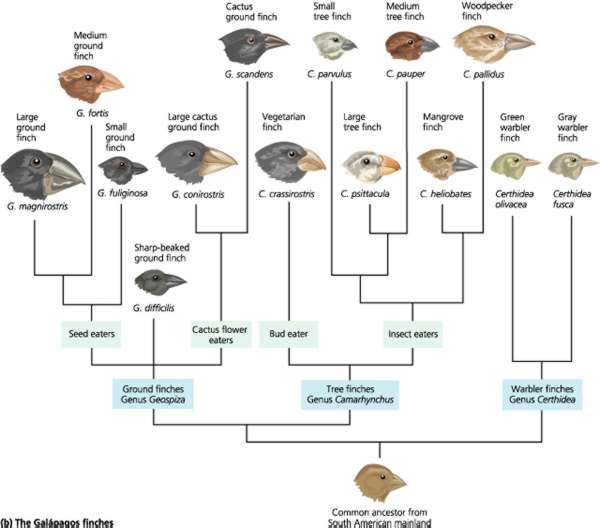 Cactus
ground finch
G. scandens
Small
tree finch
C. parvulus
Medium
tree finch
C. pauper
Woodpecker
finch
C. pallidus
Medium
ground
finch
G. fortis
Large
ground
finch
G. magnirostris
Small
ground
finch
G. fuliginosa
Large cactus
ground finch
G. conirostris
Vegetarian
finch
C. crassirostris
Large
tree finch
C. psittacula
Mangrove
finch
C. heliobates
Green
warbler
finch
Certhidea
olivacea
Gray
warbler
finch
Certhidea
fusca
Sharp-beaked
ground finch
G. difficilis
Seed eaters
Cactus flower
eaters
Bud eater
Insect eaters
Ground finches
Genus Geospiza
Tree finches
Genus Camarhynchus
Warbler finches
Genus Certhidea
Common ancestor from
South American mainland
(b) The Galápagos finches